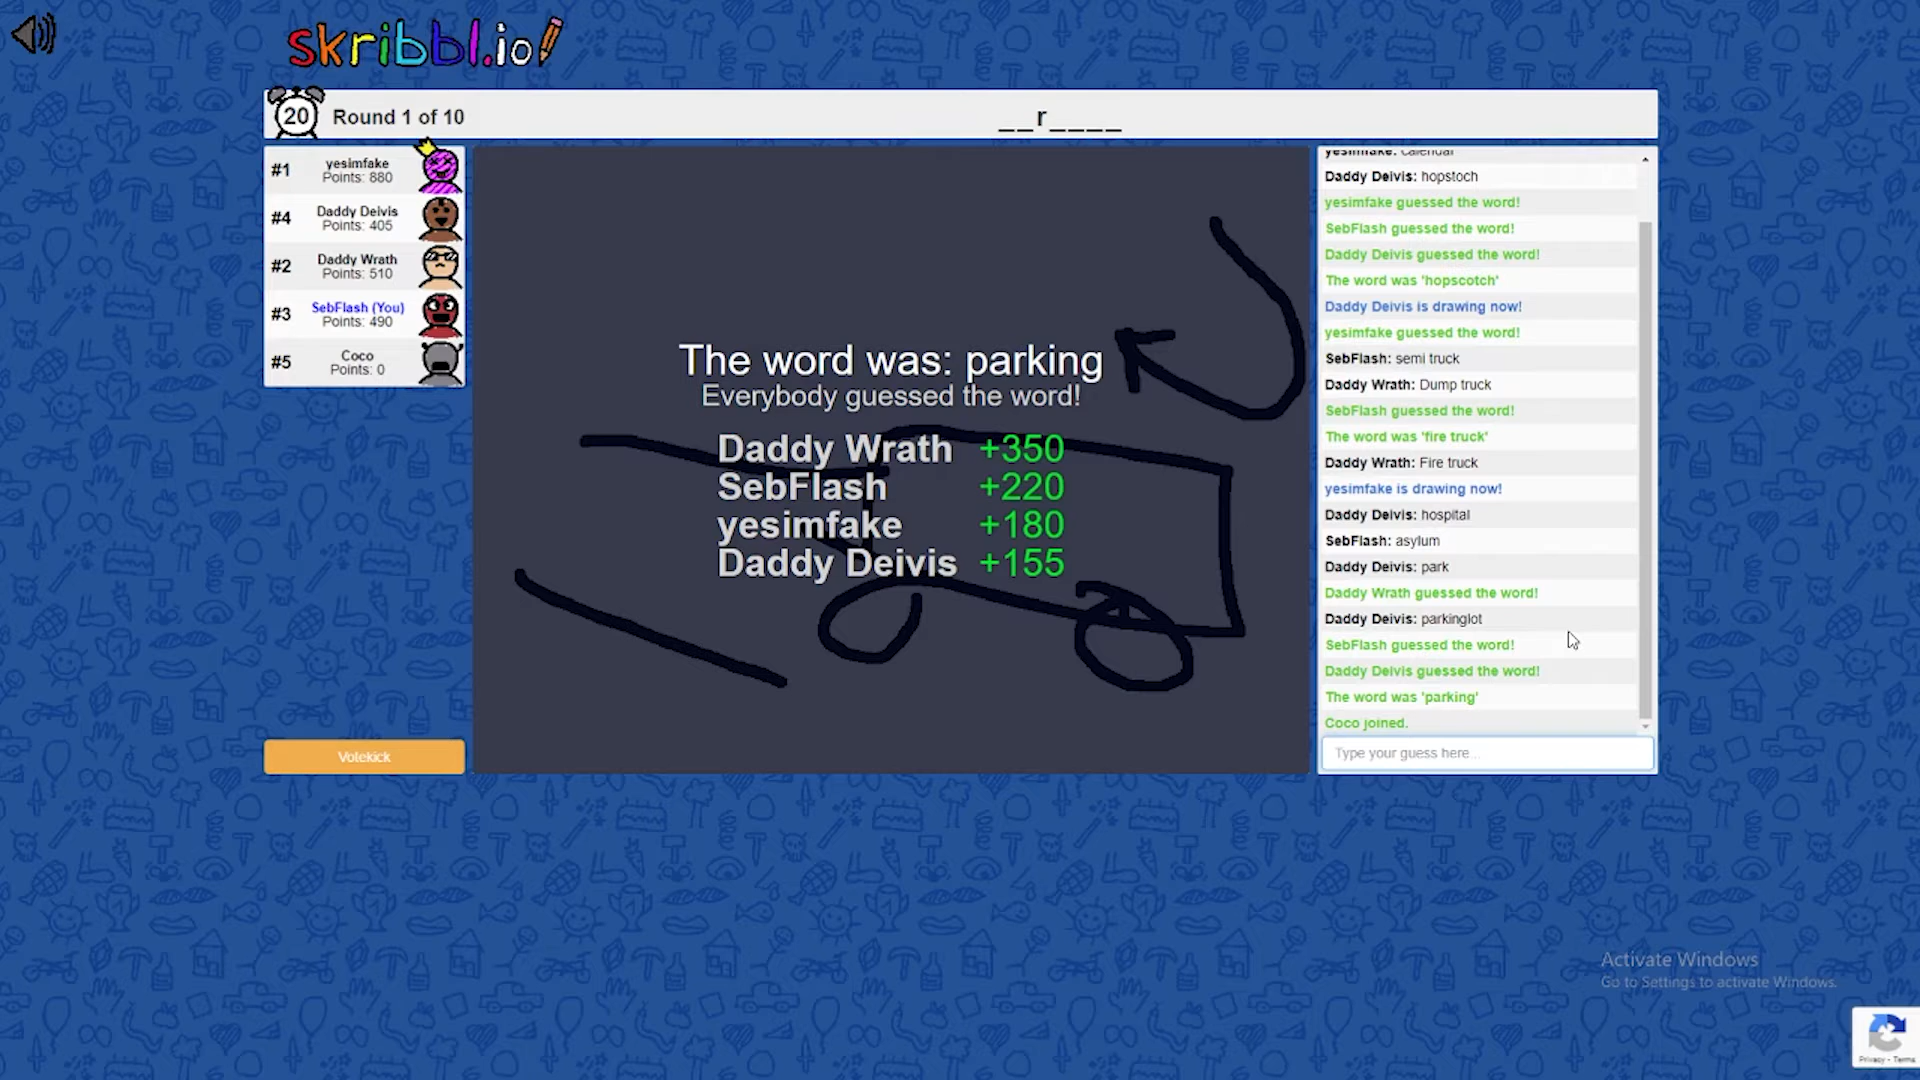 skribbl.io!
20
Round 1 of 10
__r____
#1
yesimfake
Points: 880
#4
Daddy Deivis
Points: 405
#2
Daddy Wrath
Points: 510
#3
SebFlash (You)
Points: 490
#5
Coco
Points: 0
Votekick
The word was: parking
Everybody guessed the word!
Daddy Wrath +350
SebFlash +220
yesimfake +180
Daddy Deivis +155
yesimfake: Calendar
Daddy Deivis: hopstoch
yesimfake guessed the word!
SebFlash guessed the word!
Daddy Deivis guessed the word!
The word was 'hopscotch'
Daddy Deivis is drawing now!
yesimfake guessed the word!
SebFlash: semi truck
Daddy Wrath: Dump truck
SebFlash guessed the word!
The word was 'fire truck'
Daddy Wrath: Fire truck
yesimfake is drawing now!
Daddy Deivis: hospital
SebFlash: asylum
Daddy Deivis: park
Daddy Wrath guessed the word!
Daddy Deivis: parkinglot
SebFlash guessed the word!
Daddy Deivis guessed the word!
The word was 'parking'
Coco joined.
Type your guess here...
Activate Windows
Go to Settings to activate Windows.
Privacy - Terms